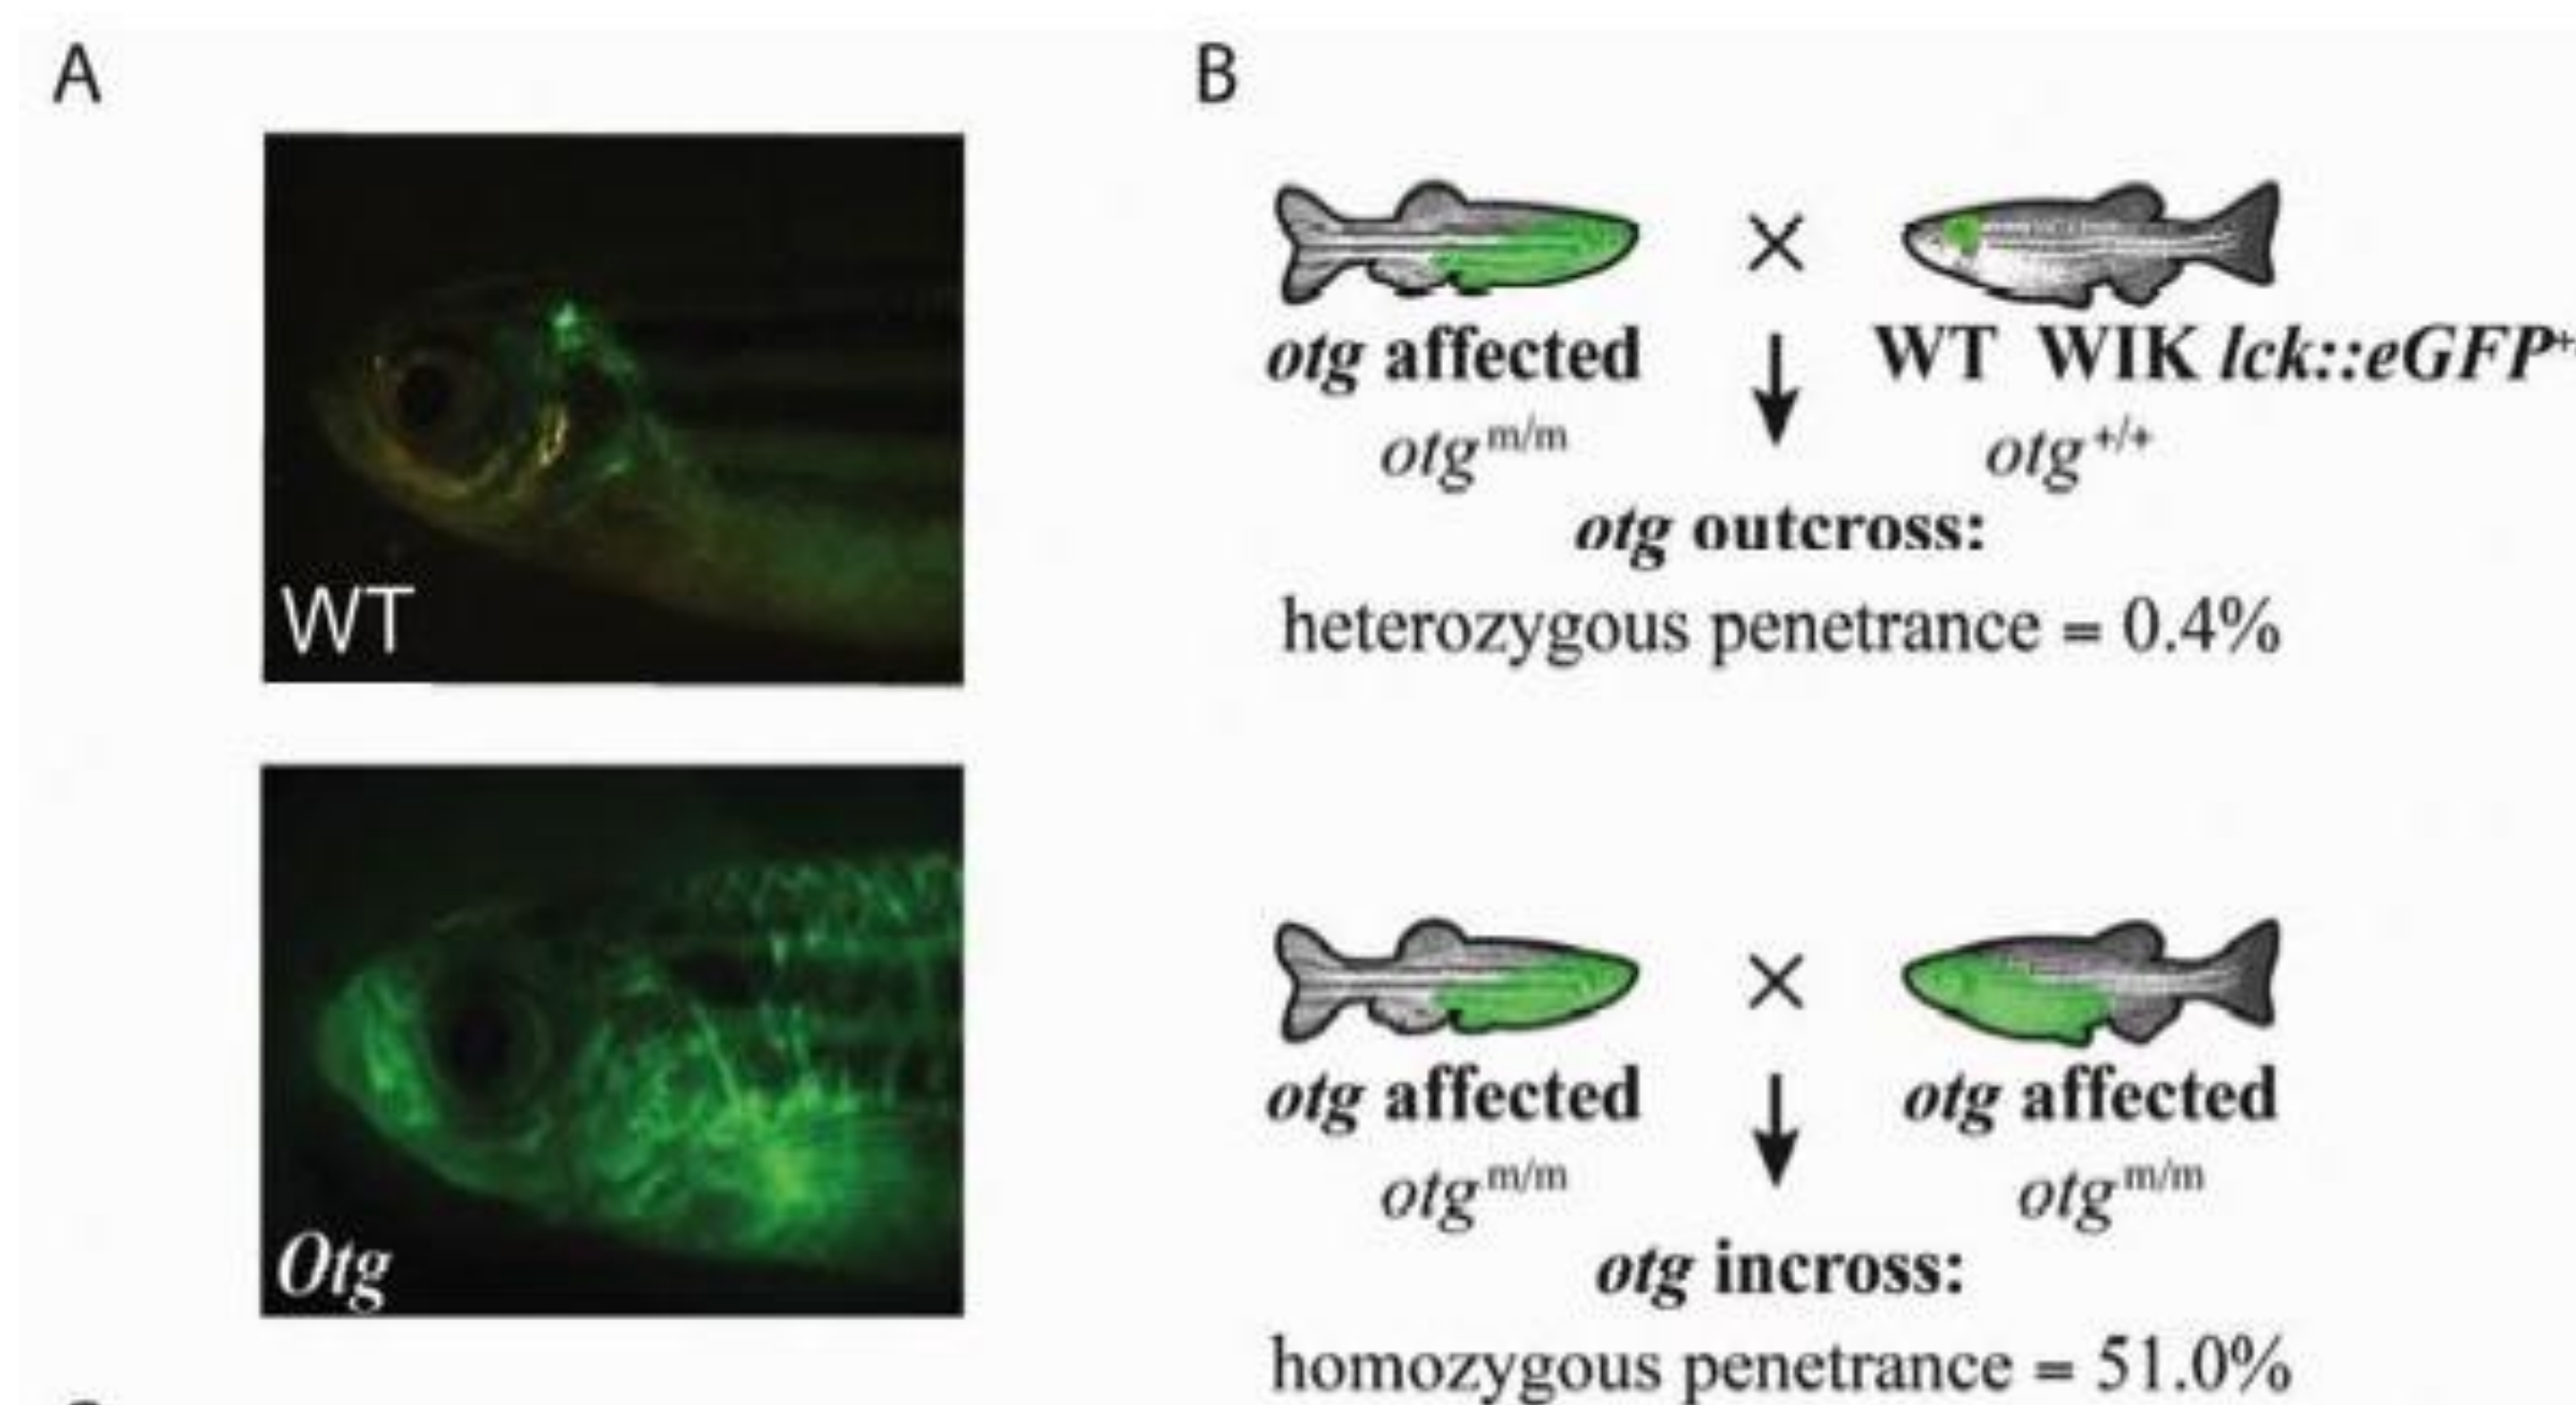 A
B
WT
otg affected
WT WIK lck::eGFP+
otg m/m
otg +/+
otg outcross:
heterozygous penetrance = 0.4%
Otg
otg affected
otg affected
otg m/m
otg m/m
otg incross:
homozygous penetrance = 51.0%